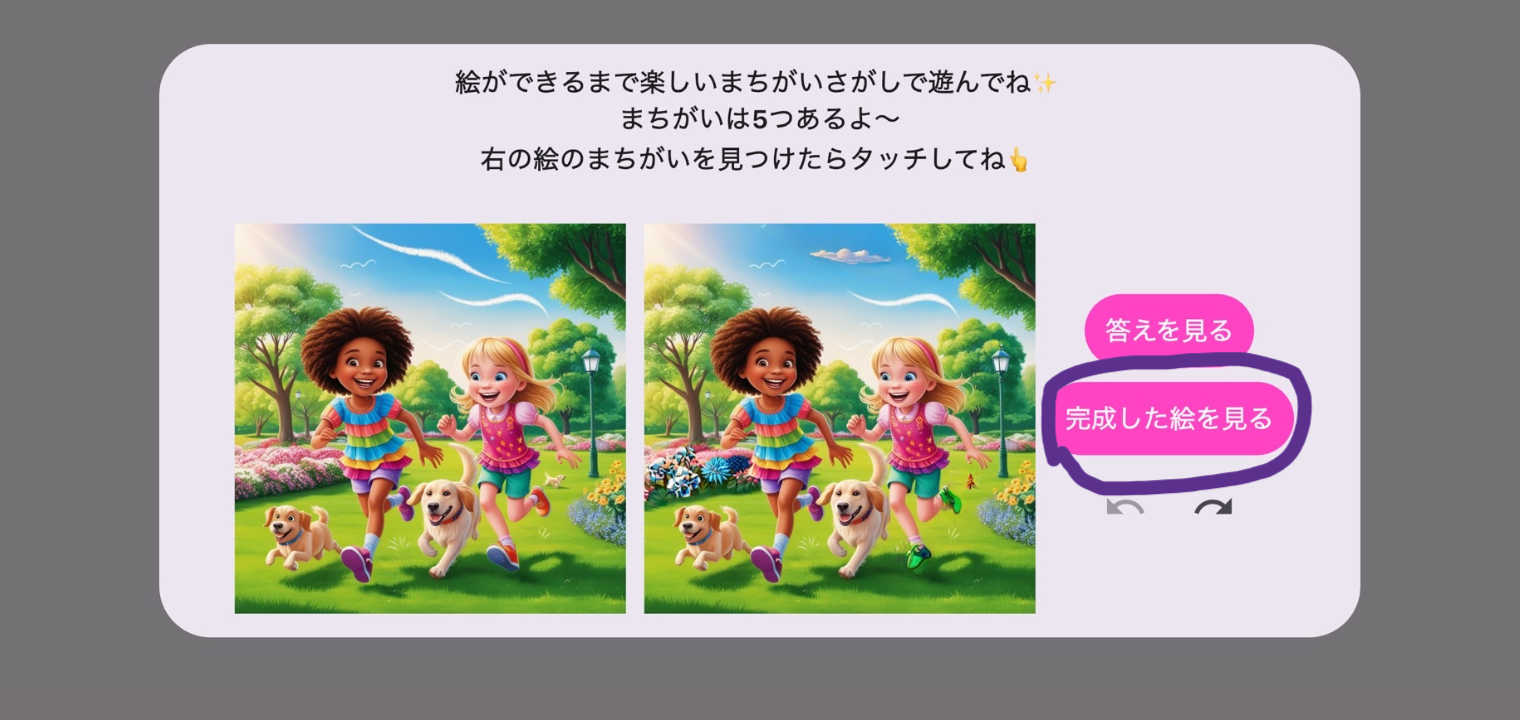 絵ができるまで楽しいまちがいさがしで遊んでね✨
まちがいは5つあるよ〜
右の絵のまちがいを見つけたらタッチしてね👆
答えを見る
完成した絵を見る